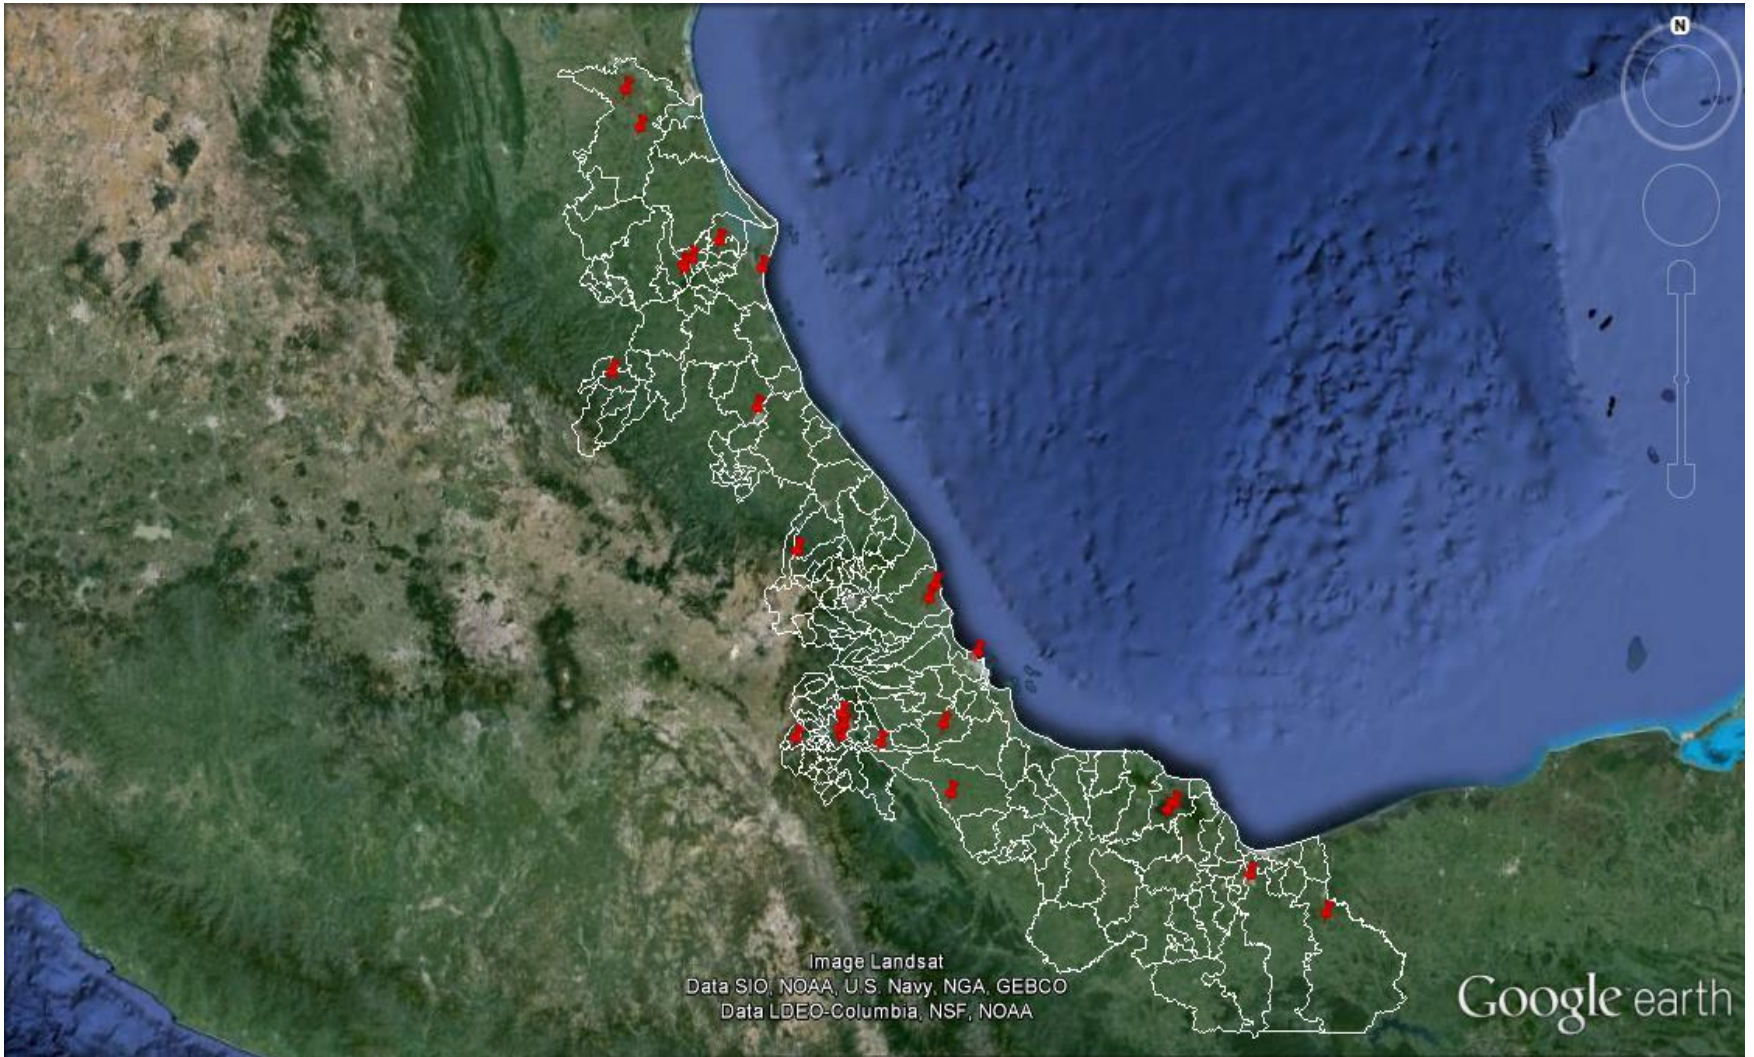 N
Image Landsat
Data SIO, NOAA, U.S. Navy, NGA, GEBCO
Data LDEO-Columbia, NSF, NOAA
Google earth